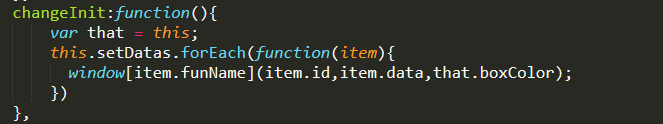 changeInit:function(){
var that = this;
this.setDatas.forEach(function(item){
window[item.funName](item.id,item.data,that.boxColor);
})
},